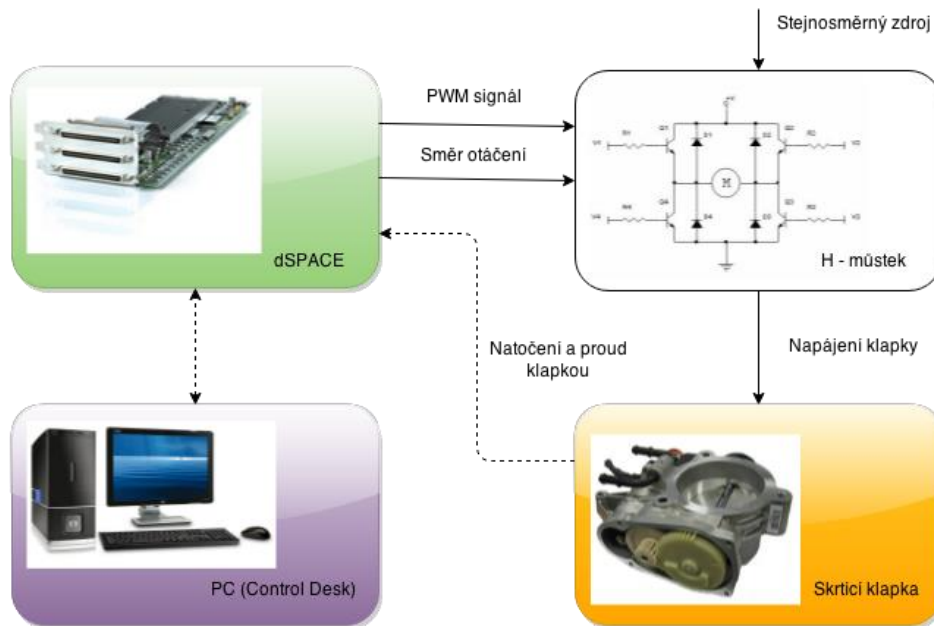 Stejnosměrný zdroj
PWM signál
Směr otáčení
dSPACE
H - můstek
M
Natočení a proud
klapkou
Napájení klapky
PC (Control Desk)
Skrticí klapka